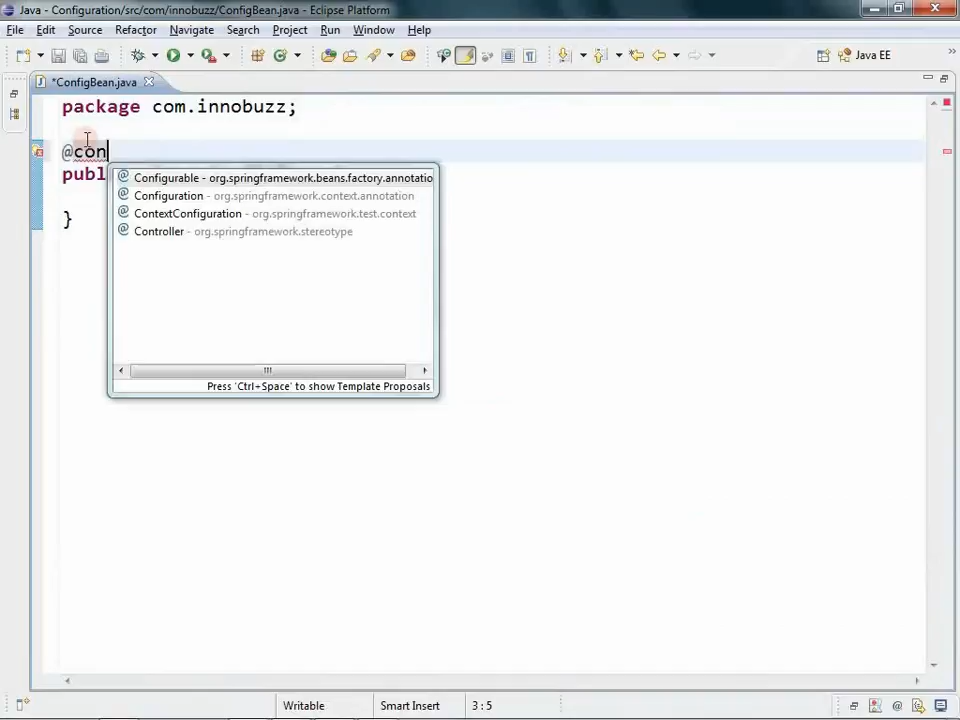 Java - Configuration/src/com/innobuzz/ConfigBean.java - Eclipse Platform
File Edit Source Refactor Navigate Search Project Run Window Help
Java EE
*ConfigBean.java
package com.innobuzz;
@con
publ
}
Configurable - org.springframework.beans.factory.annotatio
Configuration - org.springframework.context.annotation
ContextConfiguration - org.springframework.test.context
Controller - org.springframework.stereotype
Press 'Ctrl+Space' to show Template Proposals
Writable Smart Insert 3 : 5